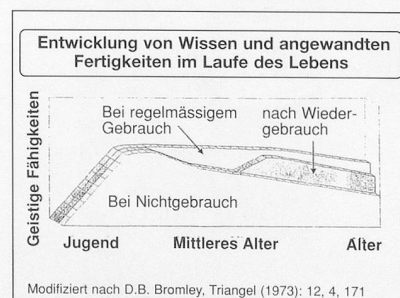 Entwicklung von Wissen und angewandten
Fertigkeiten im Laufe des Lebens
Geistige Fähigkeiten
Bei regelmässigem
Gebrauch
nach Wieder-
gebrauch
Bei Nichtgebrauch
Jugend Mittleres Alter Alter
Modifiziert nach D.B. Bromley, Triangel (1973): 12, 4, 171